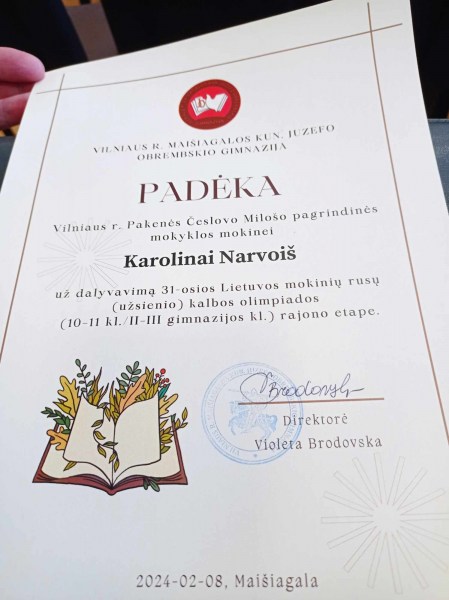 VILNIAUS R. MAIŠIAGALOS KUN. JUZEFO
OBREMBSKIO GIMNAZIJA
PADĖKA
Vilniaus r. Pakenės Česlovo Milošo pagrindinės
mokyklos mokinei
Karolinai Narvoiš
už dalyvavimą 31-osios Lietuvos mokinių rusų
(užsienio) kalbos olimpiados
(10-11 kl./II-III gimnazijos kl.) rajono etape.
Brodovsk
Direktorė
Violeta Brodovska
2024-02-08, Maišiagala